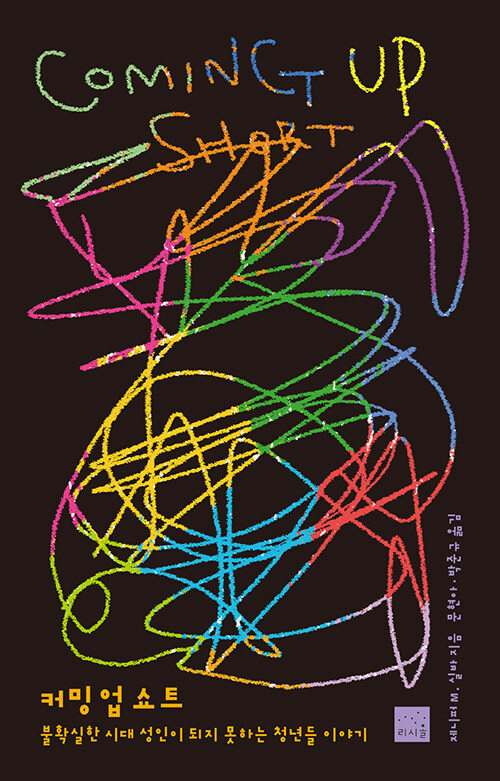 COMING UP
SHORT
커밍 업 쇼트
불확실한 시대 성인이 되지 못하는 청년들 이야기
제니퍼 M. 실바 지음 문현아·박준규 옮김
리시올